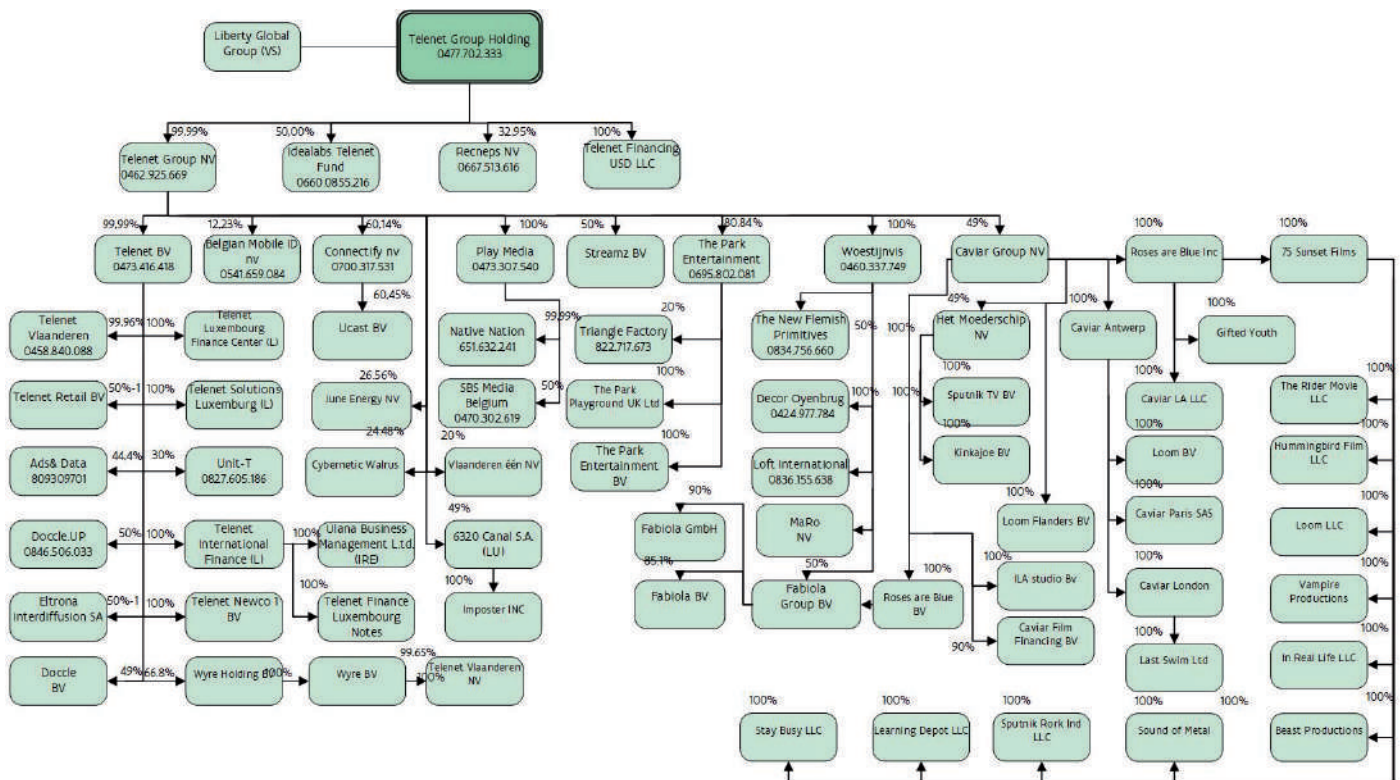 Liberty Global
Group (VS)
Telenet Group Holding
0477.702.333
99,99%
50,00%
32,95%
100%
Telenet Group NV
0462.925.669
Idealabs Telenet
Fund
0660.0855.216
Recneps NV
0667.513.616
Telenet Financing
USD LLC
99,99%
12,23%
60,14%
100%
50%
80.84%
100%
49%
100%
100%
Telenet BV
0473.416.418
Belgian Mobile ID
nv
0541.659.084
Connectify nv
0700.317.531
Play Media
0473.307.540
Streamz BV
The Park
Entertainment
0695.802.081
Woestijnvis
0460.337.749
Caviar Group NV
Roses are Blue Inc
75 Sunset Films
60,45%
Telenet
Vlaanderen
0458.840.088
99.96%
100%
Telenet
Luxembourg
Finance Center (L)
Ucast BV
Native Nation
651.632.241
99,99%
20%
Triangle Factory
822.717.673
The New Flemish
Primitives
0834.756.660
50%
100%
49%
Het Moederschip
NV
100%
Caviar Antwerp
100%
Gifted Youth
Telenet Retail BV
50%-1
100%
Telenet Solutions
Luxemburg (L)
26.56%
June Energy NV
SBS Media
Belgium
0470.302.619
50%
100%
The Park
Playground UK Ltd
Decor Oyenbrug
0424.977.784
100%
100%
100%
Sputnik TV BV
Caviar LA LLC
The Rider Movie
LLC
100%
Ads& Data
809309701
44.4%
30%
Unit-T
0827.605.186
24.48%
Cybernetic Walrus
20%
Vlaanderen één NV
100%
The Park
Entertainment
BV
Loft International
0836.155.638
100%
Kinkajoe BV
100%
Loom BV
Hummingbird Film
LLC
100%
Doccle.UP
0846.506.033
50%
100%
Telenet
International
Finance (L)
100%
Ulana Business
Management L.t.d.
(IRE)
49%
6320 Canal S.A.
(LU)
90%
Fabiola GmbH
MaRo
NV
100%
Loom Flanders BV
100%
Caviar Paris SAS
Loom LLC
100%
Eltrona
Interdiffusion SA
50%-1
100%
Telenet Newco 1
BV
100%
Telenet Finance
Luxembourg
Notes
100%
Imposter INC
85.1%
Fabiola BV
50%
Fabiola
Group BV
100%
Roses are Blue
BV
100%
ILA studio Bv
100%
Caviar London
Vampire
Productions
100%
Doccle
BV
49%
66.8%
Wyre Holding BV
100%
Wyre BV
99.65%
100%
Telenet Vlaanderen
NV
90%
Caviar Film
Financing BV
100%
Last Swim Ltd
In Real Life LLC
100%
100%
Stay Busy LLC
100%
Learning Depot LLC
100%
Sputnik Rork Ind
LLC
100%
100%
Sound of Metal
Beast Productions
100%